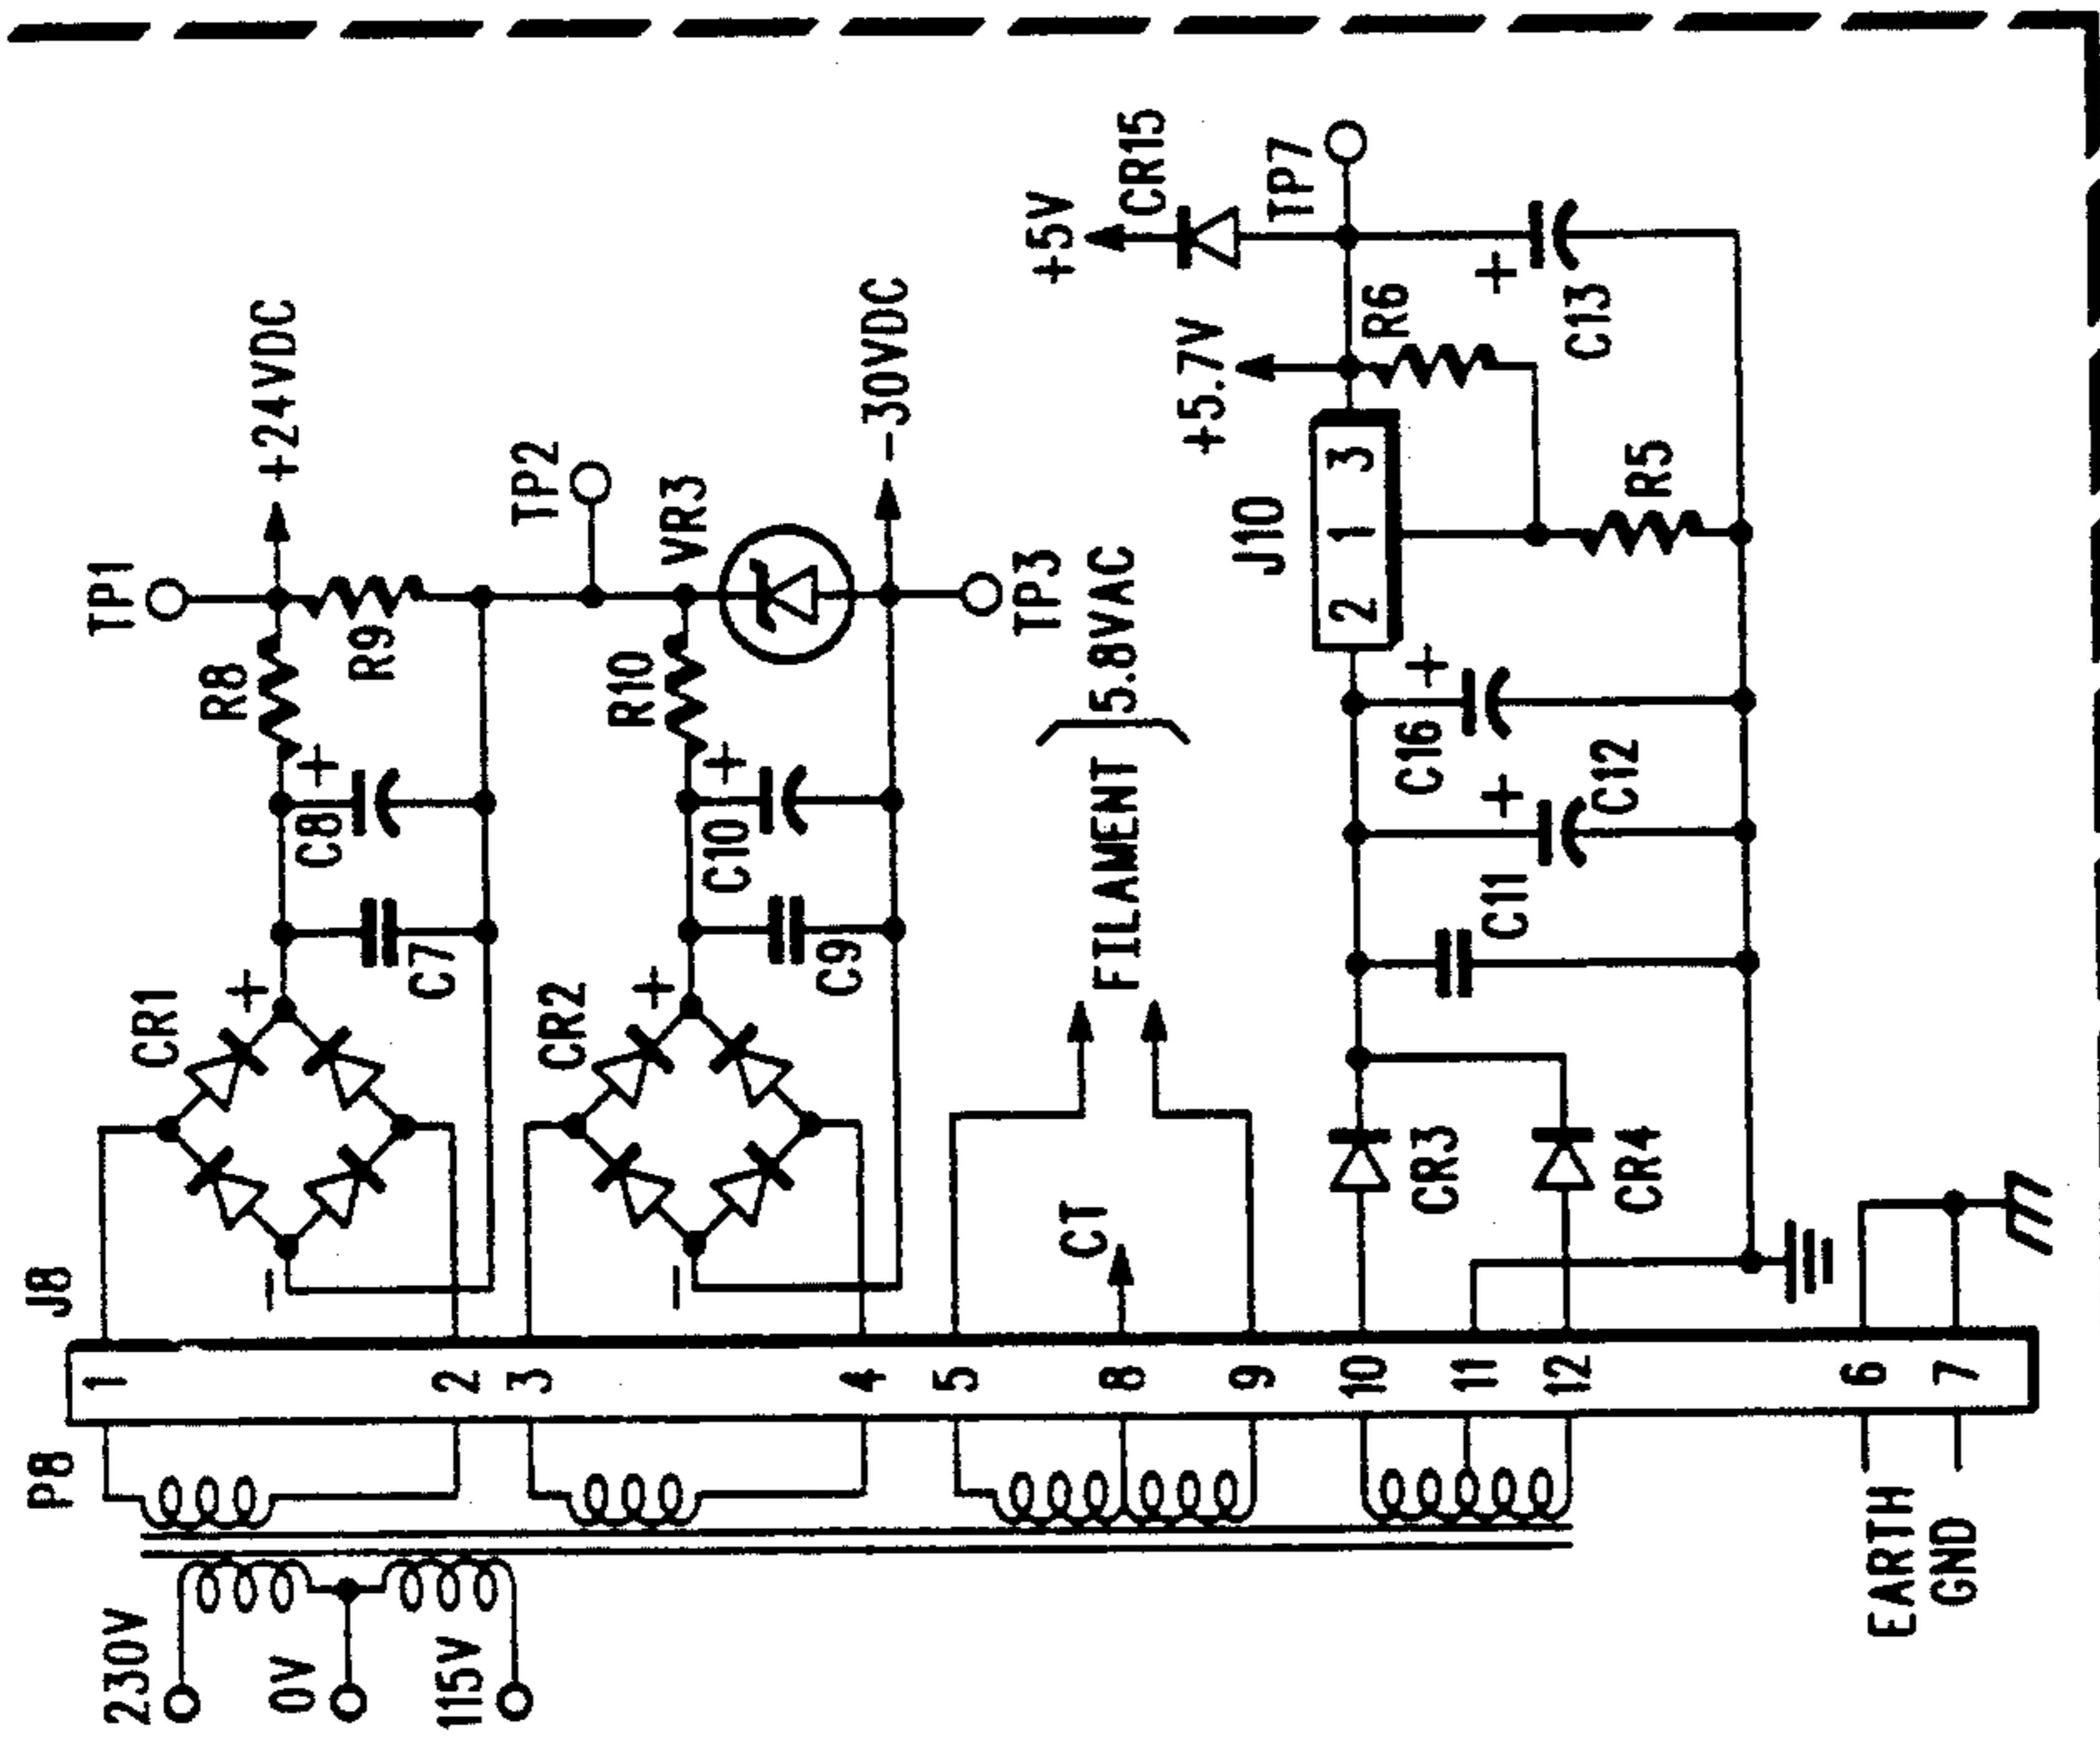 230V
0V
115V
P8
EARTH
GND
J8
1
2
3
4
5
8
9
10
11
12
6
7
CR1
+
-
C7
C8
+
R8
R9
TP1
+24VDC
TP2
CR2
+
-
C9
C10
+
R10
VR3
TP3
-30VDC
CT
FILAMENT
5.8VAC
CR3
CR4
C11
C12
+
C16
+
J10
2
1
3
R5
R6
+5.7V
+5V
CR15
TP7
+
C13